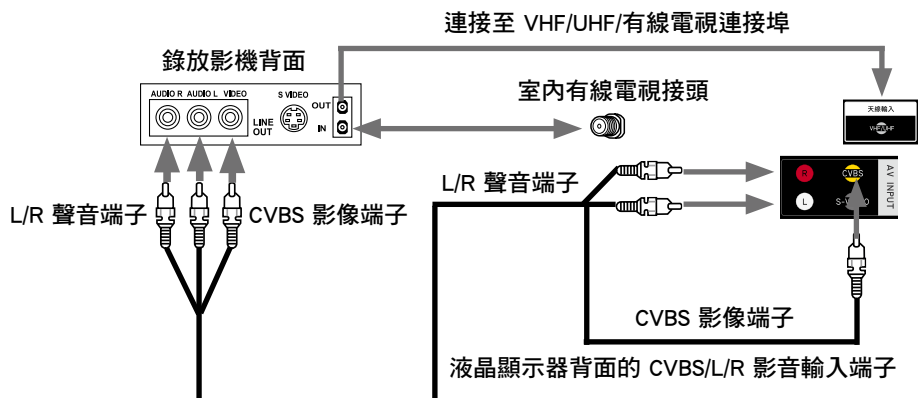 連接至 VHF/UHF/有線電視連接埠
錄放影機背面
AUDIO R AUDIO L VIDEO
S VIDEO
OUT
IN
LINE
OUT
室內有線電視接頭
天線輸入
VHF/UHF
L/R 聲音端子
CVBS 影像端子
L/R 聲音端子
R
CVBS
L
S-VIDEO
AV INPUT
CVBS 影像端子
液晶顯示器背面的 CVBS/L/R 影音輸入端子